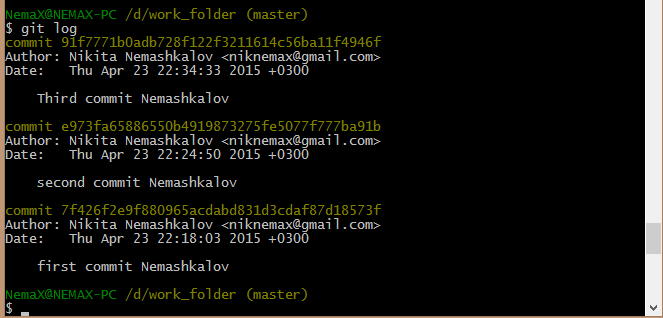 NemaX@NEMAX-PC /d/work_folder (master)
$ git log
commit 91f7771b0adb728f122f3211614c56ba11f4946f
Author: Nikita Nemashkalov <niknemax@gmail.com>
Date:   Thu Apr 23 22:34:33 2015 +0300
    Third commit Nemashkalov
commit e973fa65886550b4919873275fe5077f777ba91b
Author: Nikita Nemashkalov <niknemax@gmail.com>
Date:   Thu Apr 23 22:24:50 2015 +0300
    second commit Nemashkalov
commit 7f426f2e9f880965acdabd831d3cdaf87d18573f
Author: Nikita Nemashkalov <niknemax@gmail.com>
Date:   Thu Apr 23 22:18:03 2015 +0300
    first commit Nemashkalov
NemaX@NEMAX-PC /d/work_folder (master)
$